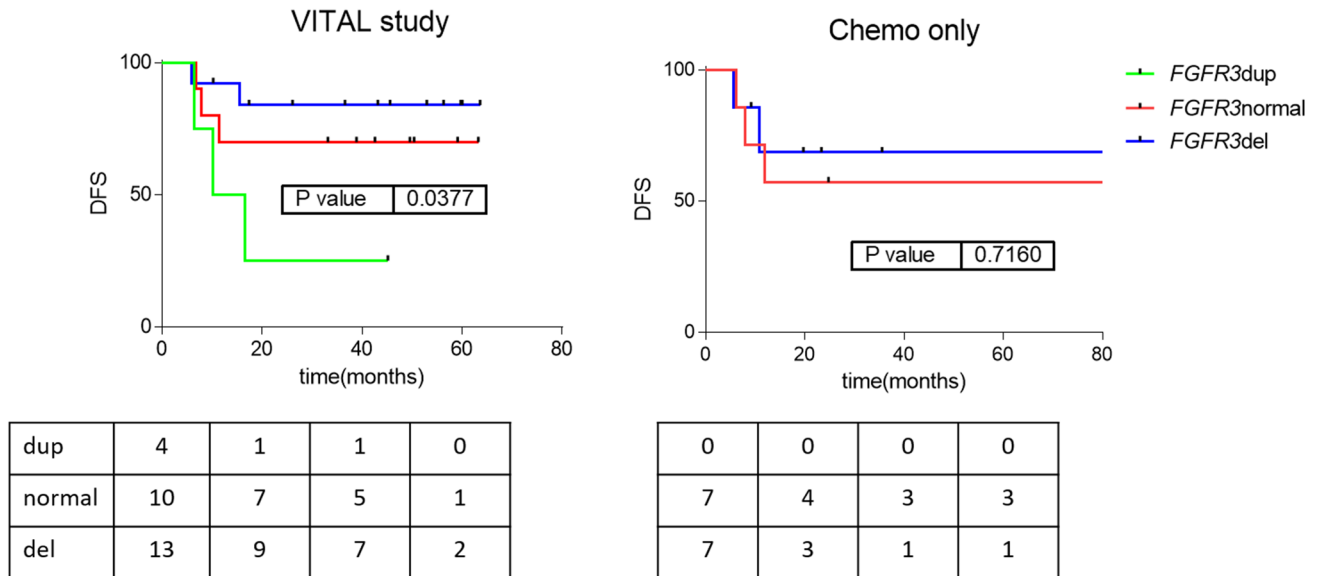 VITAL study
100
50
0
DFS
0 20 40 60 80
time(months)
P value 0.0377
Chemo only
100
50
0
DFS
0 20 40 60 80
time(months)
P value 0.7160
FGFR3dup
FGFR3normal
FGFR3del
dup 4 1 1 0
normal 10 7 5 1
del 13 9 7 2
0 0 0 0
7 4 3 3
7 3 1 1